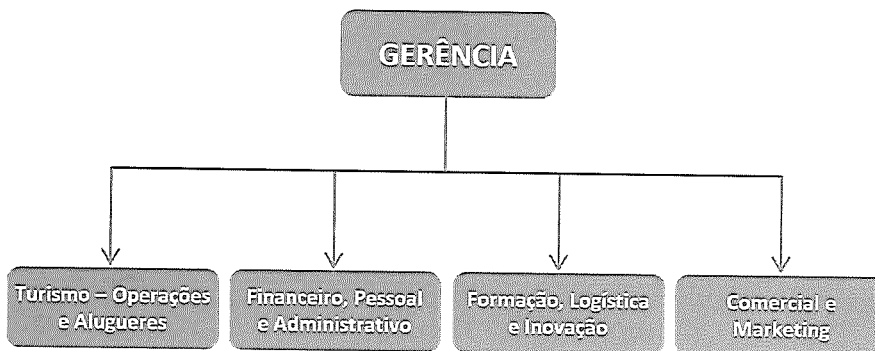 GERÊNCIA
Turismo – Operações
e Alugueres
Financeiro, Pessoal
e Administrativo
Formação, Logística
e Inovação
Comercial e
Marketing